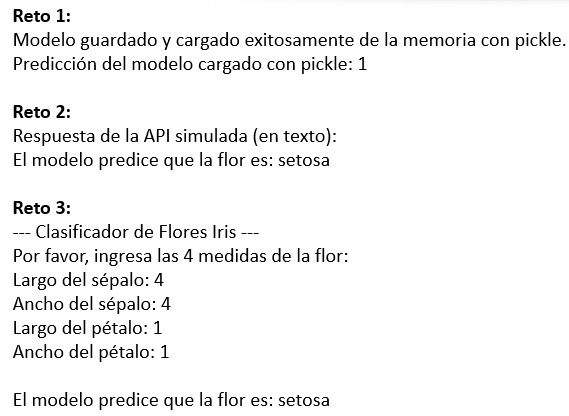 Reto 1:
Modelo guardado y cargado exitosamente de la memoria con pickle.
Predicción del modelo cargado con pickle: 1
Reto 2:
Respuesta de la API simulada (en texto):
El modelo predice que la flor es: setosa
Reto 3:
--- Clasificador de Flores Iris ---
Por favor, ingresa las 4 medidas de la flor:
Largo del sépalo: 4
Ancho del sépalo: 4
Largo del pétalo: 1
Ancho del pétalo: 1
El modelo predice que la flor es: setosa